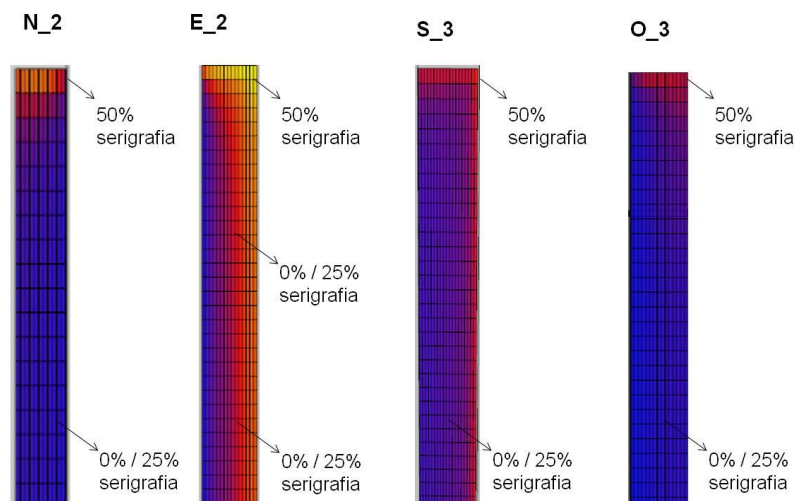 N_2
E_2
S_3
O_3
50%
serigrafia
50%
serigrafia
50%
serigrafia
50%
serigrafia
0% / 25%
serigrafia
0% / 25%
serigrafia
0% / 25%
serigrafia
0% / 25%
serigrafia
0% / 25%
serigrafia